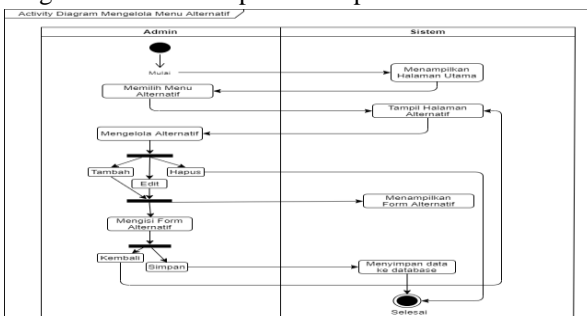 Activity Diagram Mengelola Menu Alternatif
Admin
Sistem
Mulai
Menampilkan
Halaman Utama
Memilih Menu
Alternatif
Tampil Halaman
Alternatif
Mengelola Alternatif
Tambah
Hapus
Edit
Menampilkan
Form Alternatif
Mengisi Form
Alternatif
Kembali
Simpan
Menyimpan data
ke database
Selesai